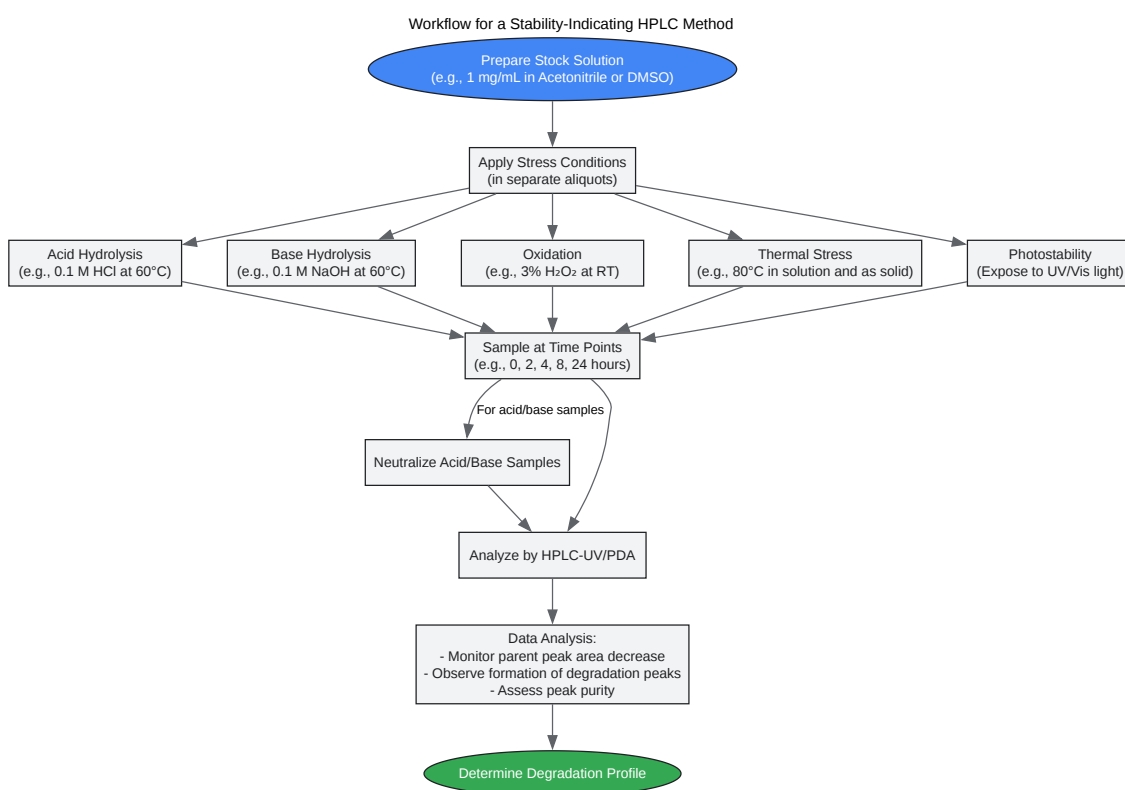 Workflow for a Stability-Indicating HPLC Method
Prepare Stock Solution
(e.g., 1 mg/mL in Acetonitrile or DMSO)
Apply Stress Conditions
(in separate aliquots)
Acid Hydrolysis
(e.g., 0.1 M HCl at 60°C)
Base Hydrolysis
(e.g., 0.1 M NaOH at 60°C)
Oxidation
(e.g., 3% H₂O₂ at RT)
Thermal Stress
(e.g., 80°C in solution and as solid)
Photostability
(Expose to UV/Vis light)
Sample at Time Points
(e.g., 0, 2, 4, 8, 24 hours)
For acid/base samples
Neutralize Acid/Base Samples
Analyze by HPLC-UV/PDA
Data Analysis:
- Monitor parent peak area decrease
- Observe formation of degradation peaks
- Assess peak purity
Determine Degradation Profile